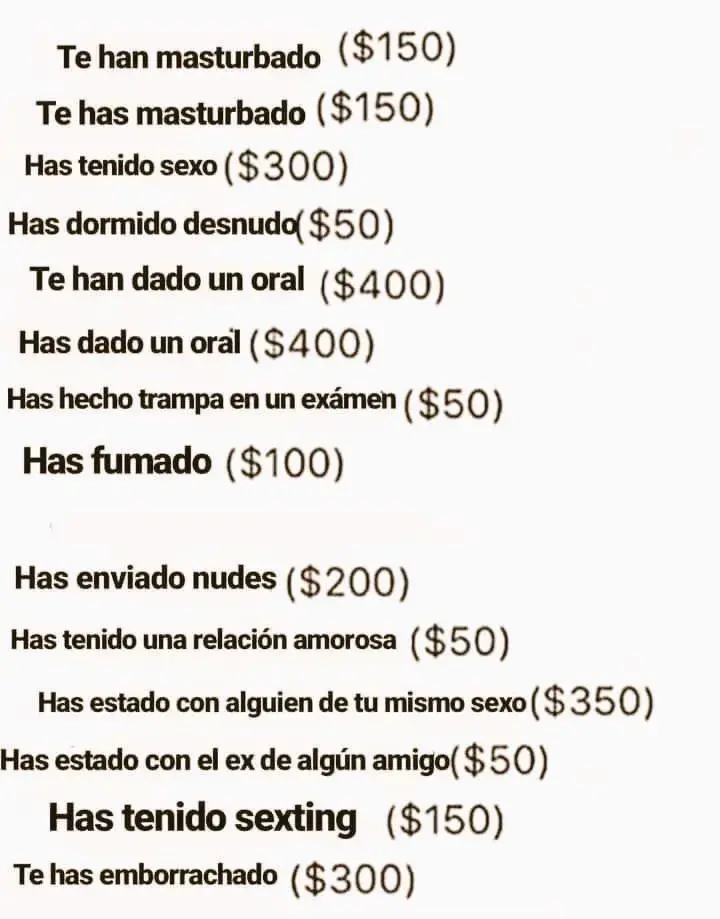 Te han masturbado ($150)
Te has masturbado ($150)
Has tenido sexo ($300)
Has dormido desnudo($50)
Te han dado un oral ($400)
Has dado un oral ($400)
Has hecho trampa en un exámen ($50)
Has fumado ($100)
Has enviado nudes ($200)
Has tenido una relación amorosa ($50)
Has estado con alguien de tu mismo sexo($350)
Has estado con el ex de algún amigo($50)
Has tenido sexting ($150)
Te has emborrachado ($300)